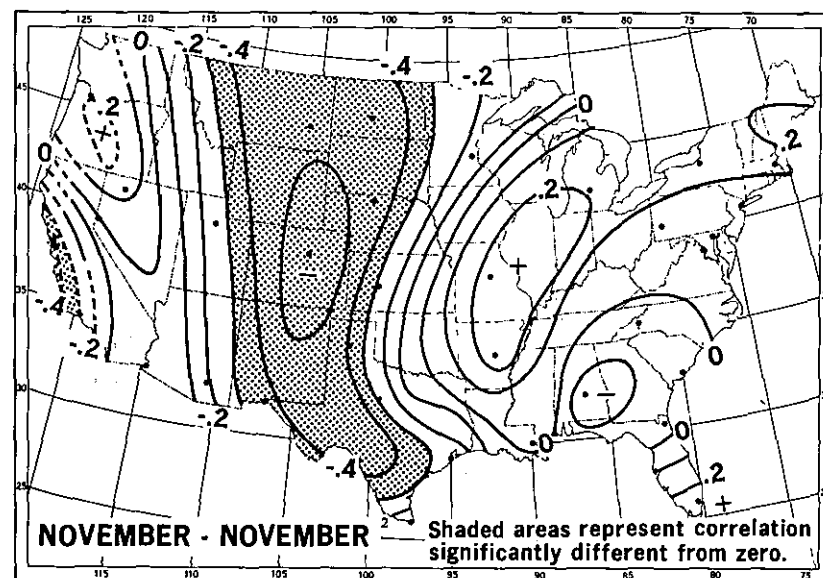 125 120 115 110 105 100 95 90 85 80 75 70 65
0 -.2 -.4 -.4 -.2
45
.2 + 0 .2
0
40 .2
+
35 -
-.4
-.2 0
30 -
-.2 0 0
-.4 .2 +
25
.2
NOVEMBER - NOVEMBER
Shaded areas represent correlation
significantly different from zero.
115 110 105 100 95 90 85 80 75